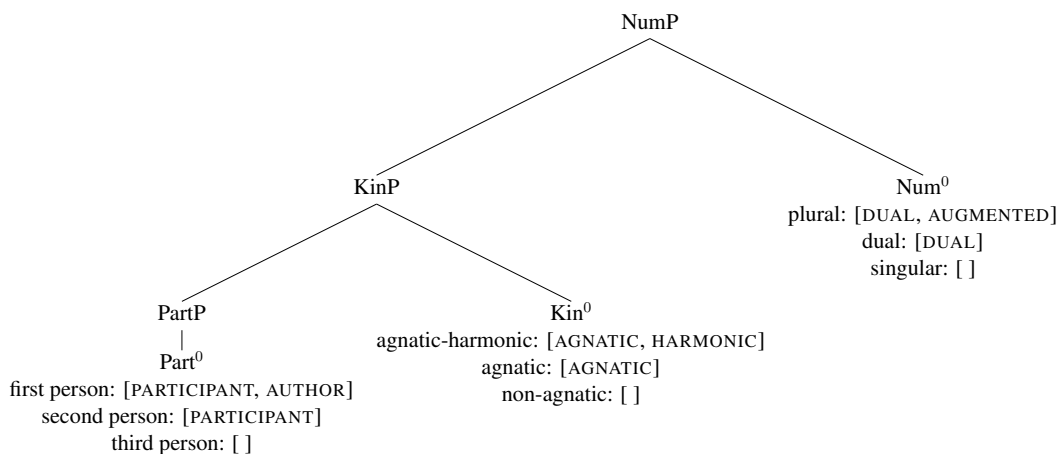 NumP
KinP
Num⁰
plural: [DUAL, AUGMENTED]
dual: [DUAL]
singular: [ ]
PartP
Kin⁰
agnatic-harmonic: [AGNATIC, HARMONIC]
agnatic: [AGNATIC]
non-agnatic: [ ]
Part⁰
first person: [PARTICIPANT, AUTHOR]
second person: [PARTICIPANT]
third person: [ ]